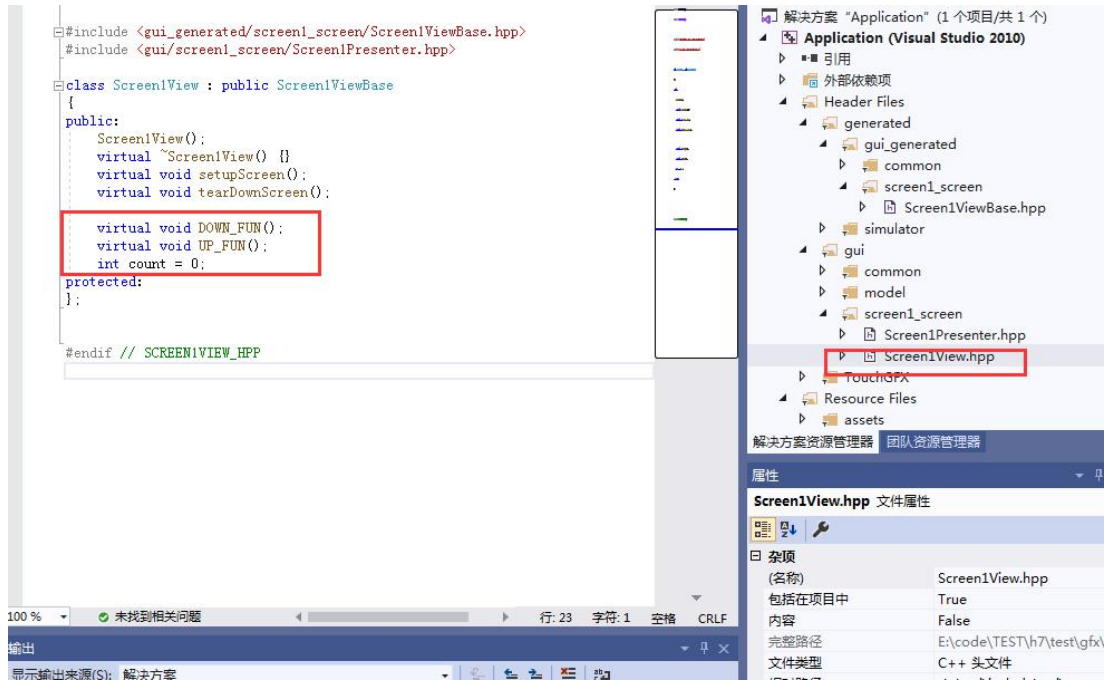 #include <gui_generated/screen1_screen/Screen1ViewBase.hpp>
#include <gui/screen1_screen/Screen1Presenter.hpp>
class Screen1View : public Screen1ViewBase
{
public:
Screen1View();
virtual ~Screen1View() {}
virtual void setupScreen();
virtual void tearDownScreen();
virtual void DOWN_FUN();
virtual void UP_FUN();
int count = 0;
protected:
};
#endif // SCREEN1VIEW_HPP
100 %
未找到相关问题
行: 23 字符: 1 空格 CRLF
输出
显示输出来源(S): 解决方案
解决方案 "Application" (1 个项目/共 1 个)
Application (Visual Studio 2010)
引用
外部依赖项
Header Files
generated
gui_generated
common
screen1_screen
Screen1ViewBase.hpp
simulator
gui
common
model
screen1_screen
Screen1Presenter.hpp
Screen1View.hpp
TouchGFX
Resource Files
assets
解决方案资源管理器 团队资源管理器
属性
Screen1View.hpp 文件属性
杂项
(名称) Screen1View.hpp
包括在项目中 True
内容 False
完整路径 E:\code\TEST\h7\test\gfx\
文件类型 C++ 头文件